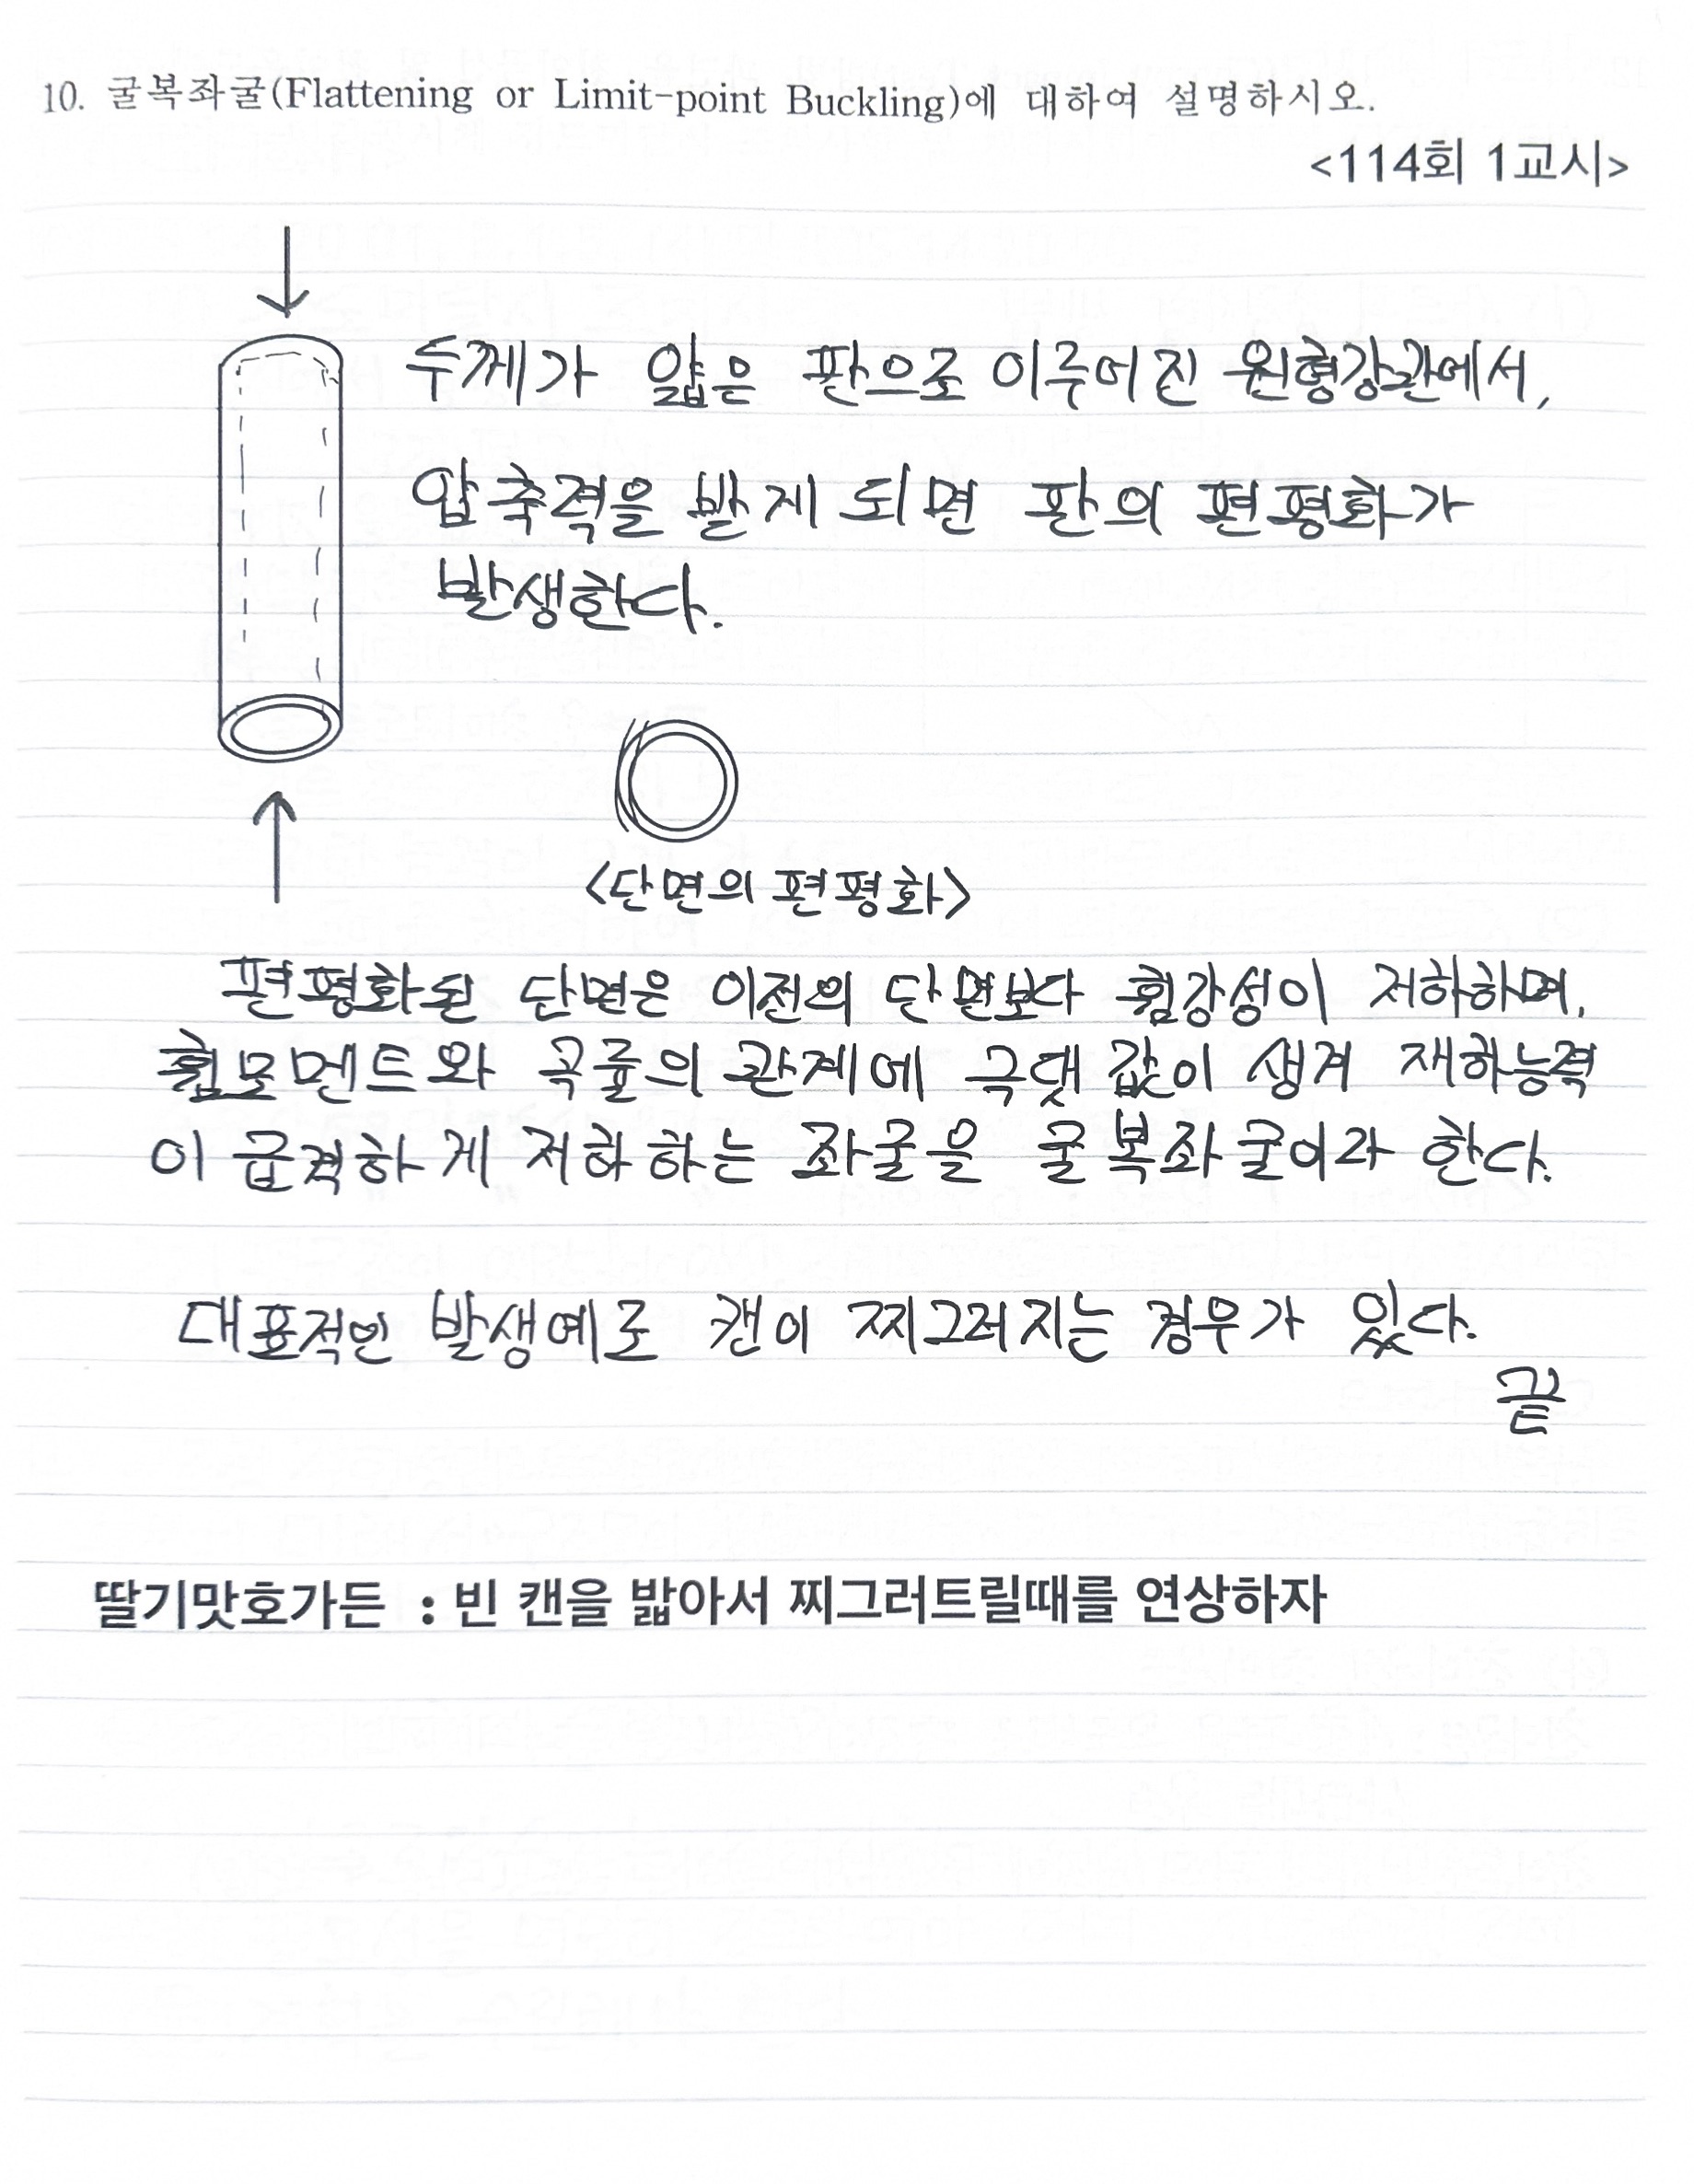 10. 굴복좌굴(Flattening or Limit-point Buckling)에 대하여 설명하시오.
<114회 1교시>
두께가 얇은 판으로 이루어진 원형강관에서,
압축력을 받게 되면 판의 편평화가
발생한다.
<단면의 편평화>
편평화된 단면은 이전의 단면보다 휨강성이 저하하며,
휨모멘트와 곡률의 관계에 극댓값이 생겨 재하능력
이 급격하게 저하하는 좌굴을 굴복좌굴이라 한다.
대표적인 발생예로 캔이 찌그러지는 경우가 있다.
끝
딸기맛호가든 : 빈 캔을 밟아서 찌그러트릴때를 연상하자